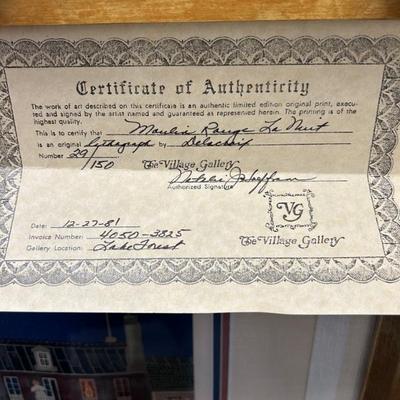 Certificate of Authenticity
The work of art described on this certificate is an authentic limited edition original print, execu-
ted and signed by the artist named and guaranteed as represented herein. The printing is of the
highest quality.
This is to certify that Moulin Rouge La Nuit
is an original lythograph by Delacroix
Number 29/150 The Village Gallery
Authorized Signature
VG
Date: 12-27-81
Invoice Number: 4050-3825
Gallery Location: Lake Forest
The Village Gallery